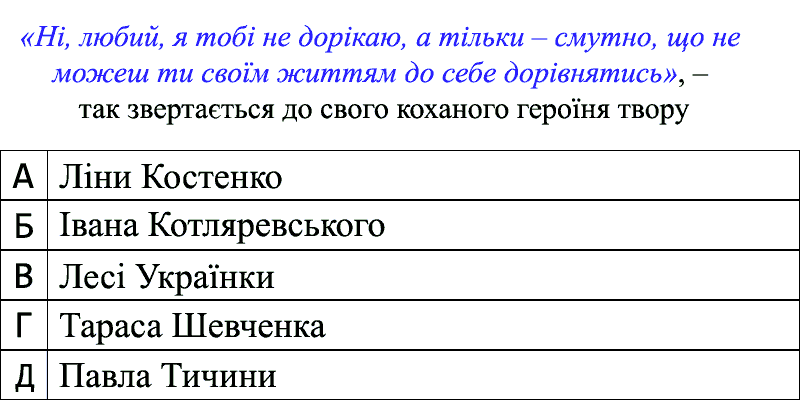 «Ні, любий, я тобі не дорікаю, а тільки – смутно, що не
можеш ти своїм життям до себе дорівнятись», –
так звертається до свого коханого героїня твору
А Ліни Костенко
Б Івана Котляревського
В Лесі Українки
Г Тараса Шевченка
Д Павла Тичини